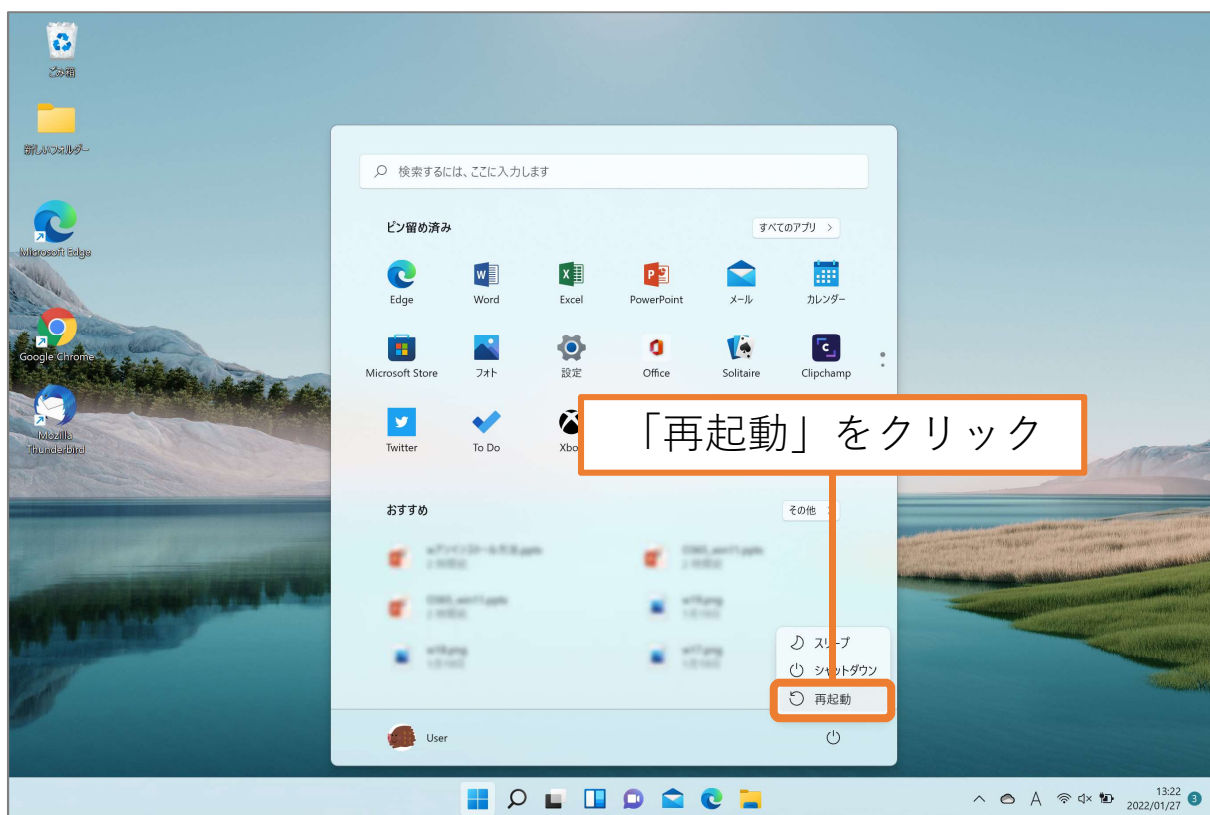 ごみ箱
新しいフォルダー
Microsoft Edge
Google Chrome
Mozilla
Thunderbird
検索するには、ここに入力します
ピン留め済み
すべてのアプリ >
Edge
Word
Excel
PowerPoint
メール
カレンダー
Microsoft Store
フォト
設定
Office
Solitaire
Clipchamp
Twitter
To Do
「再起動」をクリック
おすすめ
その他
スリープ
シャットダウン
再起動
User
A
13:22
2022/01/27
3